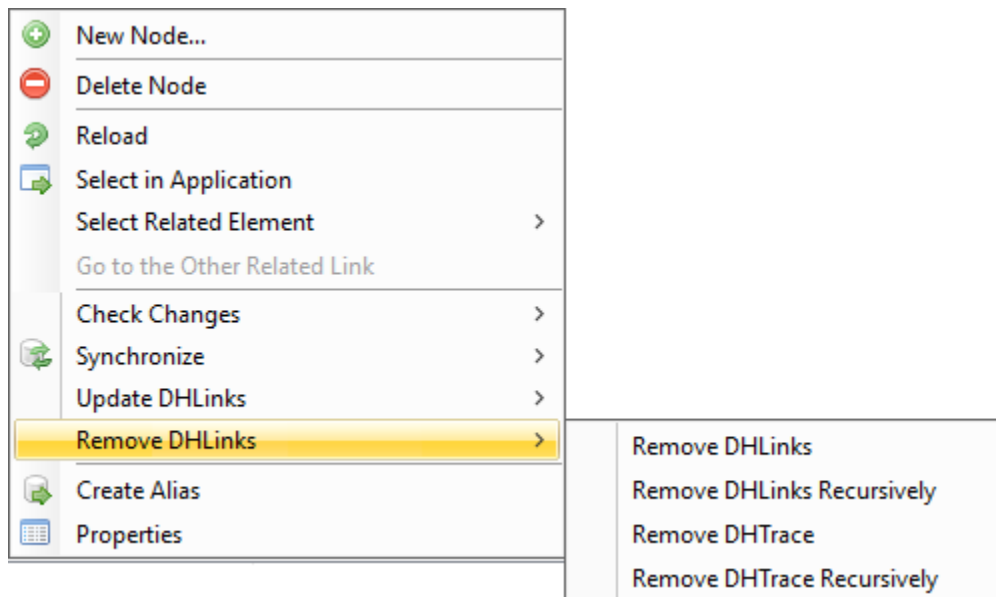 New Node...
Delete Node
Reload
Select in Application
Select Related Element
Go to the Other Related Link
Check Changes
Synchronize
Update DHLinks
Remove DHLinks
Create Alias
Properties
Remove DHLinks
Remove DHLinks Recursively
Remove DHTrace
Remove DHTrace Recursively